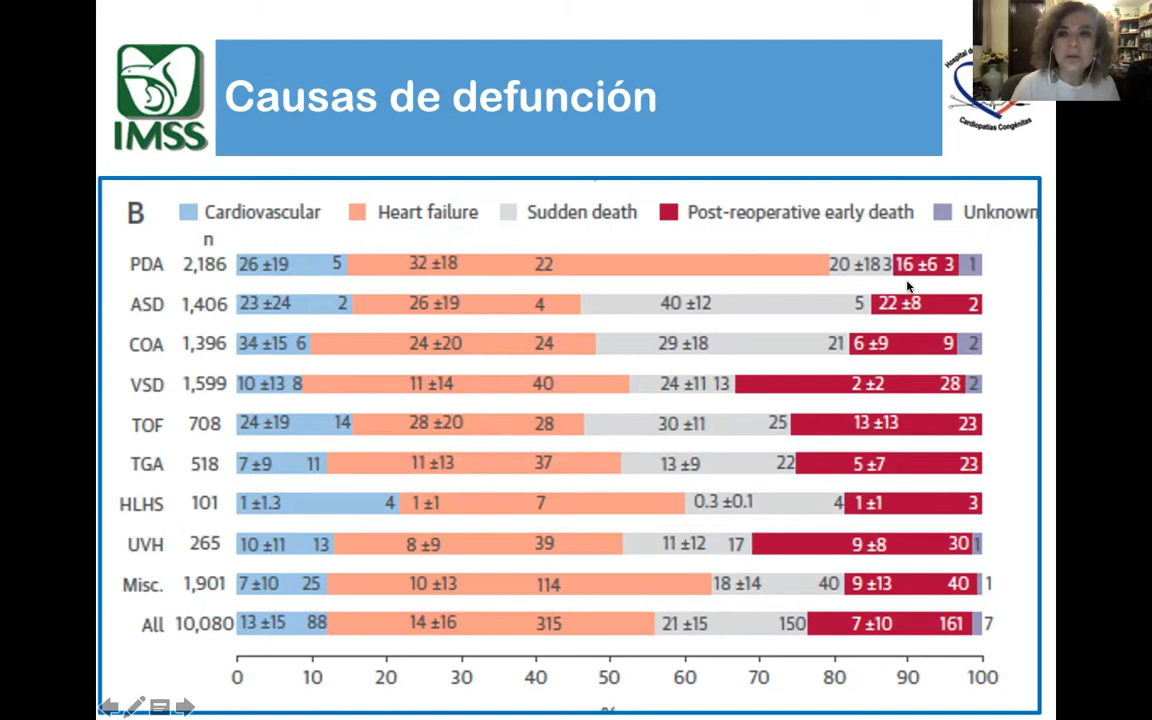 Causas de defunción
IMSS
Hospital de
Cardiopatías Congénitas
B Cardiovascular Heart failure Sudden death Post-reoperative early death Unknown
n
PDA 2,186 26 ±19 5 32 ±18 22 20 ±18 3 16 ±6 3 1
ASD 1,406 23 ±24 2 26 ±19 4 40 ±12 5 22 ±8 2
COA 1,396 34 ±15 6 24 ±20 24 29 ±18 21 6 ±9 9 2
VSD 1,599 10 ±13 8 11 ±14 40 24 ±11 13 2 ±2 28 2
TOF 708 24 ±19 14 28 ±20 28 30 ±11 25 13 ±13 23
TGA 518 7 ±9 11 11 ±13 37 13 ±9 22 5 ±7 23
HLHS 101 1 ±1.3 4 1 ±1 7 0.3 ±0.1 4 1 ±1 3
UVH 265 10 ±11 13 8 ±9 39 11 ±12 17 9 ±8 30 1
Misc. 1,901 7 ±10 25 10 ±13 114 18 ±14 40 9 ±13 40 1
All 10,080 13 ±15 88 14 ±16 315 21 ±15 150 7 ±10 161 7
0 10 20 30 40 50 60 70 80 90 100